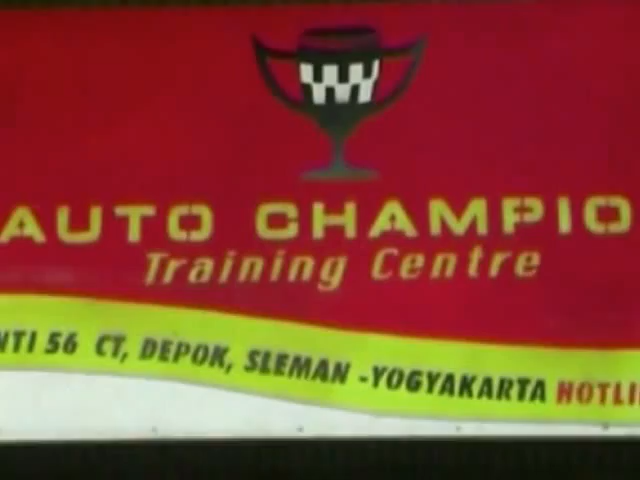 AUTO CHAMPIO
Training Centre
NTI 56 CT, DEPOK, SLEMAN -YOGYAKARTA HOTLI